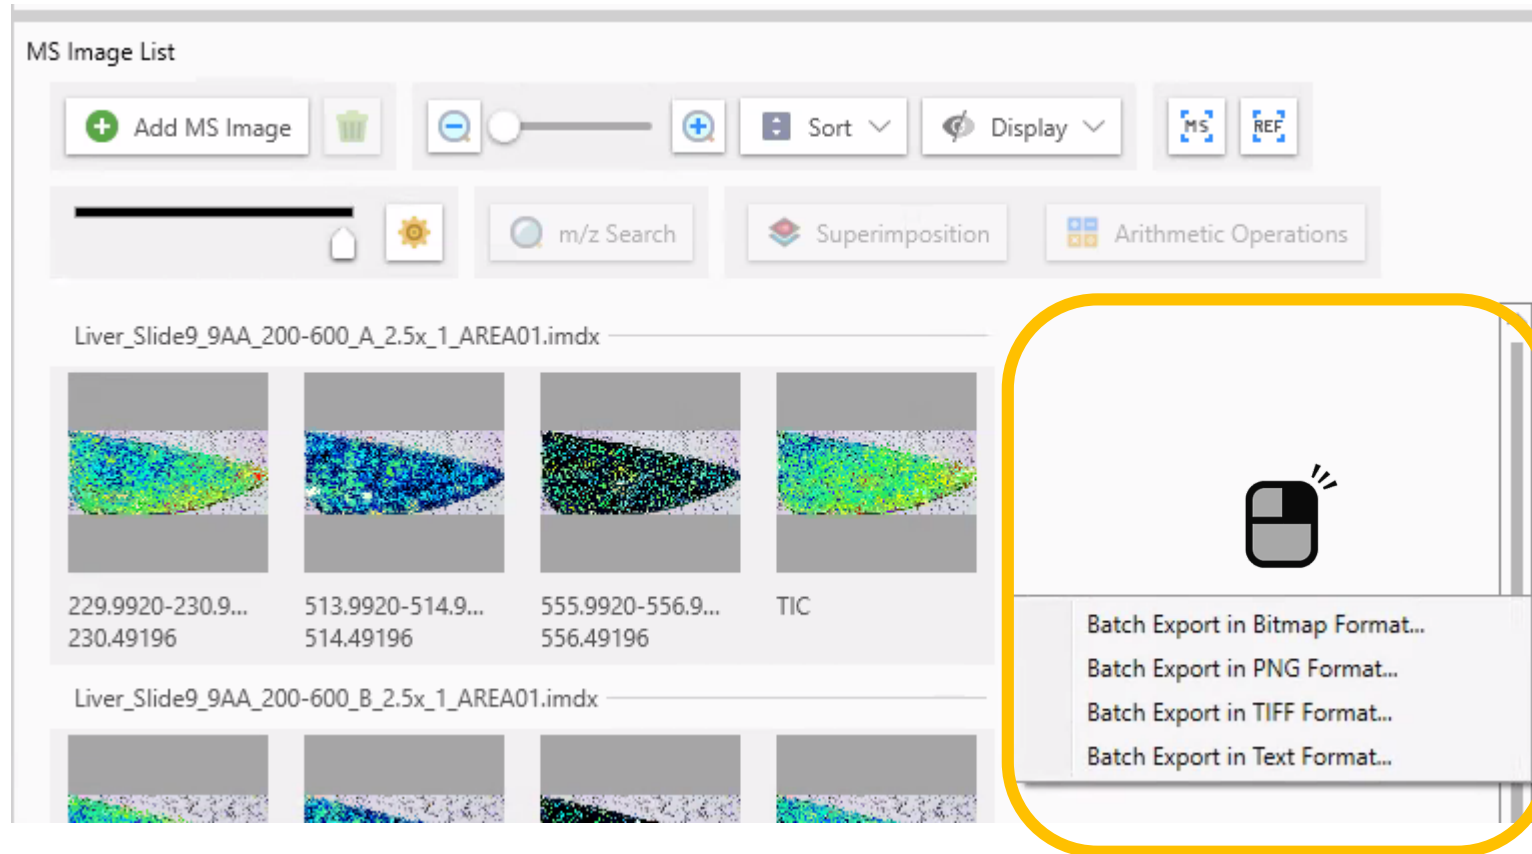 MS Image List
Add MS Image
Sort
Display
MS
REF
m/z Search
Superimposition
Arithmetic Operations
Liver_Slide9_9AA_200-600_A_2.5x_1_AREA01.imdx
229.9920-230.9...
230.49196
513.9920-514.9...
514.49196
555.9920-556.9...
556.49196
TIC
Liver_Slide9_9AA_200-600_B_2.5x_1_AREA01.imdx
Batch Export in Bitmap Format...
Batch Export in PNG Format...
Batch Export in TIFF Format...
Batch Export in Text Format...